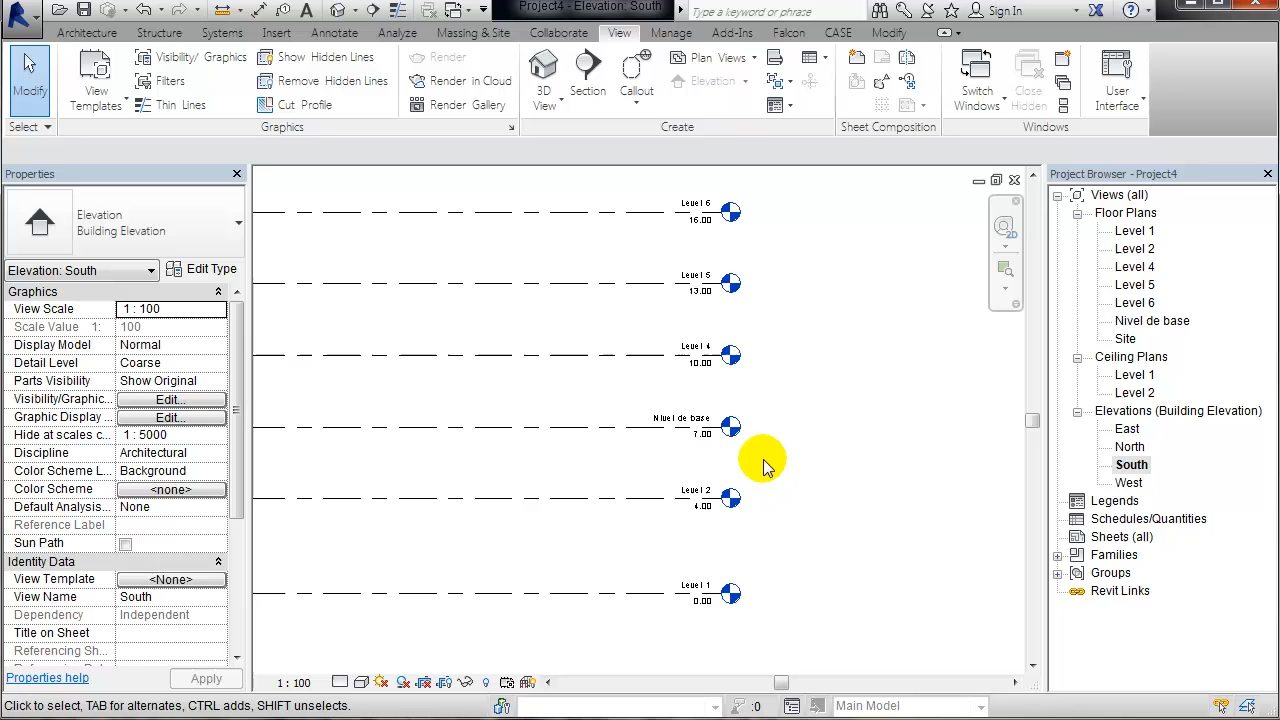 Project4 - Elevation: South
Type a keyword or phrase
Sign In
Architecture Structure Systems Insert Annotate Analyze Massing & Site Collaborate View Manage Add-Ins Falcon CASE Modify
Modify
View Templates
Visibility/ Graphics
Filters
Thin Lines
Show Hidden Lines
Remove Hidden Lines
Cut Profile
Render
Render in Cloud
Render Gallery
3D View
Section
Callout
Plan Views
Elevation
Switch Windows
Close Hidden
User Interface
Select Graphics Create Sheet Composition Windows
Properties
Elevation
Building Elevation
Elevation: South Edit Type
Graphics
View Scale 1 : 100
Scale Value 1: 100
Display Model Normal
Detail Level Coarse
Parts Visibility Show Original
Visibility/Graphic... Edit...
Graphic Display ... Edit...
Hide at scales c... 1 : 5000
Discipline Architectural
Color Scheme L... Background
Color Scheme <none>
Default Analysis... None
Reference Label
Sun Path
Identity Data
View Template <None>
View Name South
Dependency Independent
Title on Sheet
Referencing Sh...
Properties help Apply
Level 6
16.00
Level 5
13.00
Level 4
10.00
Nivel de base
7.00
Level 2
4.00
Level 1
0.00
2D
1 : 100
Project Browser - Project4
Views (all)
Floor Plans
Level 1
Level 2
Level 4
Level 5
Level 6
Nivel de base
Site
Ceiling Plans
Level 1
Level 2
Elevations (Building Elevation)
East
North
South
West
Legends
Schedules/Quantities
Sheets (all)
Families
Groups
Revit Links
Click to select, TAB for alternates, CTRL adds, SHIFT unselects.
:0
Main Model